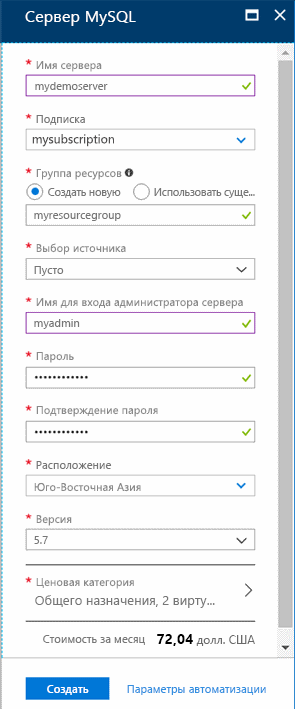 Сервер MySQL
* Имя сервера
mydemoserver
* Подписка
mysubscription
* Группа ресурсов
Создать новую Использовать суще...
myresourcegroup
* Выбор источника
Пусто
* Имя для входа администратора сервера
myadmin
* Пароль
••••••••••••
* Подтверждение пароля
••••••••••••
* Расположение
Юго-Восточная Азия
* Версия
5.7
* Ценовая категория
Общего назначения, 2 вирту...
Стоимость за месяц 72,04 долл. США
Создать Параметры автоматизации